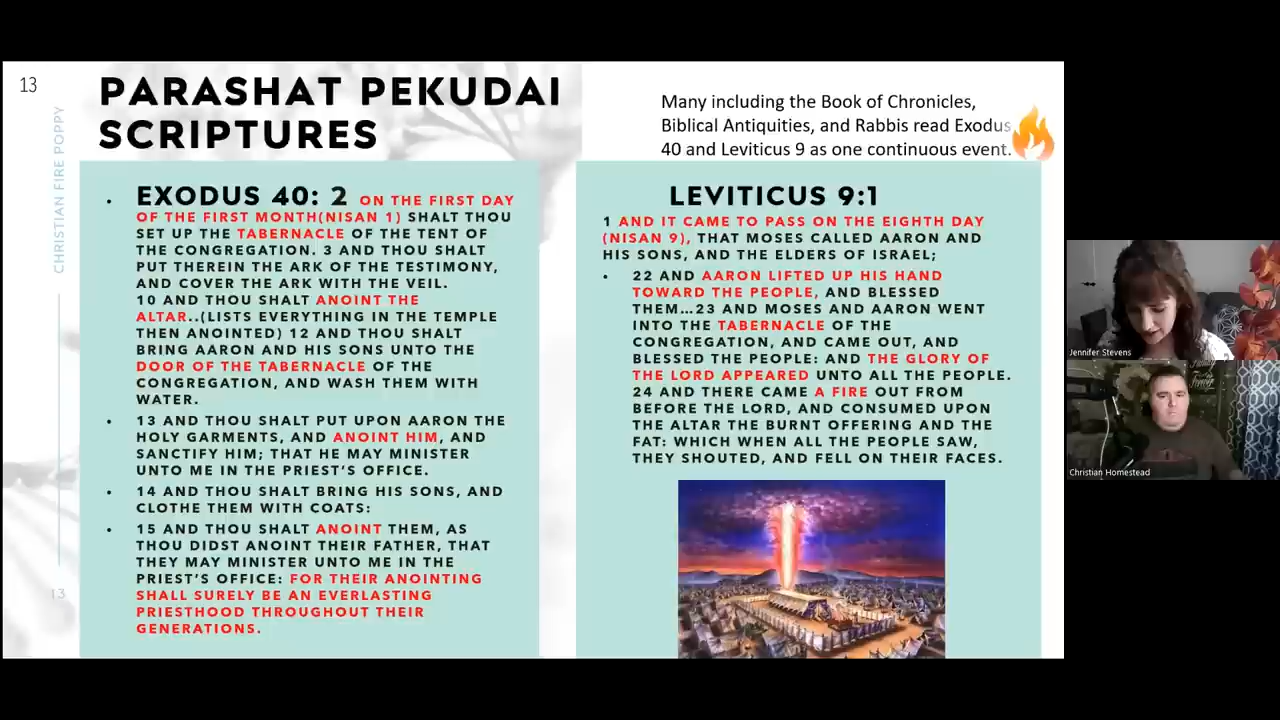 13
PARASHAT PEKUDAI
SCRIPTURES
CHRISTIAN FIRE POPPY
13
Many including the Book of Chronicles,
Biblical Antiquities, and Rabbis read Exodus
40 and Leviticus 9 as one continuous event.
• EXODUS 40: 2 ON THE FIRST DAY
OF THE FIRST MONTH(NISAN 1) SHALT THOU
SET UP THE TABERNACLE OF THE TENT OF
THE CONGREGATION. 3 AND THOU SHALT
PUT THEREIN THE ARK OF THE TESTIMONY,
AND COVER THE ARK WITH THE VEIL.
10 AND THOU SHALT ANOINT THE
ALTAR..(LISTS EVERYTHING IN THE TEMPLE
THEN ANOINTED) 12 AND THOU SHALT
BRING AARON AND HIS SONS UNTO THE
DOOR OF THE TABERNACLE OF THE
CONGREGATION, AND WASH THEM WITH
WATER.
• 13 AND THOU SHALT PUT UPON AARON THE
HOLY GARMENTS, AND ANOINT HIM, AND
SANCTIFY HIM; THAT HE MAY MINISTER
UNTO ME IN THE PRIEST'S OFFICE.
• 14 AND THOU SHALT BRING HIS SONS, AND
CLOTHE THEM WITH COATS:
• 15 AND THOU SHALT ANOINT THEM, AS
THOU DIDST ANOINT THEIR FATHER, THAT
THEY MAY MINISTER UNTO ME IN THE
PRIEST'S OFFICE: FOR THEIR ANOINTING
SHALL SURELY BE AN EVERLASTING
PRIESTHOOD THROUGHOUT THEIR
GENERATIONS.
LEVITICUS 9:1
1 AND IT CAME TO PASS ON THE EIGHTH DAY
(NISAN 9), THAT MOSES CALLED AARON AND
HIS SONS, AND THE ELDERS OF ISRAEL;
• 22 AND AARON LIFTED UP HIS HAND
TOWARD THE PEOPLE, AND BLESSED
THEM…23 AND MOSES AND AARON WENT
INTO THE TABERNACLE OF THE
CONGREGATION, AND CAME OUT, AND
BLESSED THE PEOPLE: AND THE GLORY OF
THE LORD APPEARED UNTO ALL THE PEOPLE.
24 AND THERE CAME A FIRE OUT FROM
BEFORE THE LORD, AND CONSUMED UPON
THE ALTAR THE BURNT OFFERING AND THE
FAT: WHICH WHEN ALL THE PEOPLE SAW,
THEY SHOUTED, AND FELL ON THEIR FACES.
Jennifer Stevens
Christian Homestead